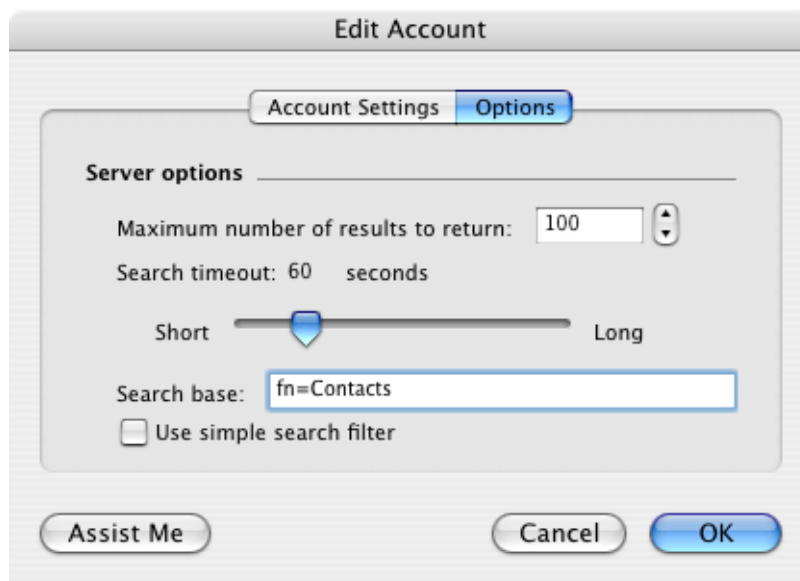 Edit Account
Account Settings Options
Server options
Maximum number of results to return: 100
Search timeout: 60 seconds
Short Long
Search base: fn=Contacts
Use simple search filter
Assist Me Cancel OK